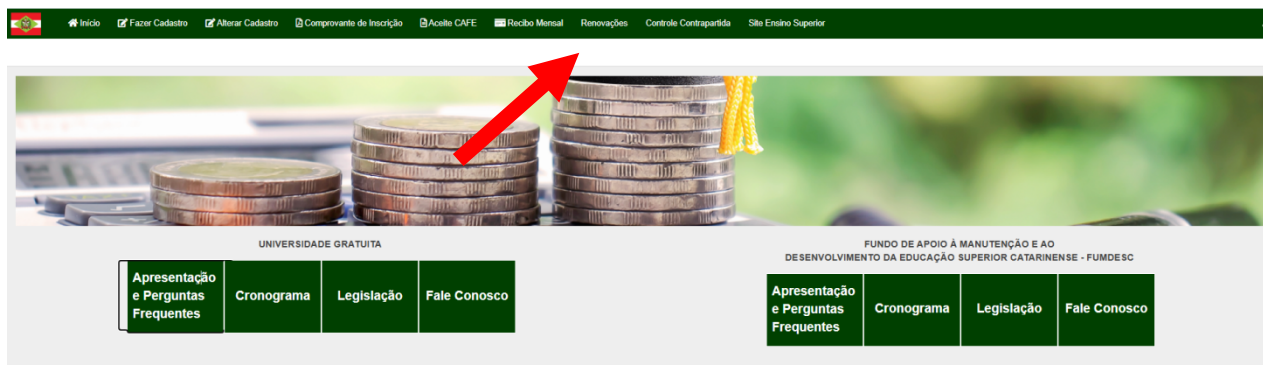 Início Fazer Cadastro Alterar Cadastro Comprovante de Inscrição Aceite CAFE Recibo Mensal Renovações Controle Contrapartida Site Ensino Superior
UNIVERSIDADE GRATUITA
Apresentação
e Perguntas
Frequentes
Cronograma
Legislação
Fale Conosco
FUNDO DE APOIO À MANUTENÇÃO E AO
DESENVOLVIMENTO DA EDUCAÇÃO SUPERIOR CATARINENSE - FUMDESC
Apresentação
e Perguntas
Frequentes
Cronograma
Legislação
Fale Conosco